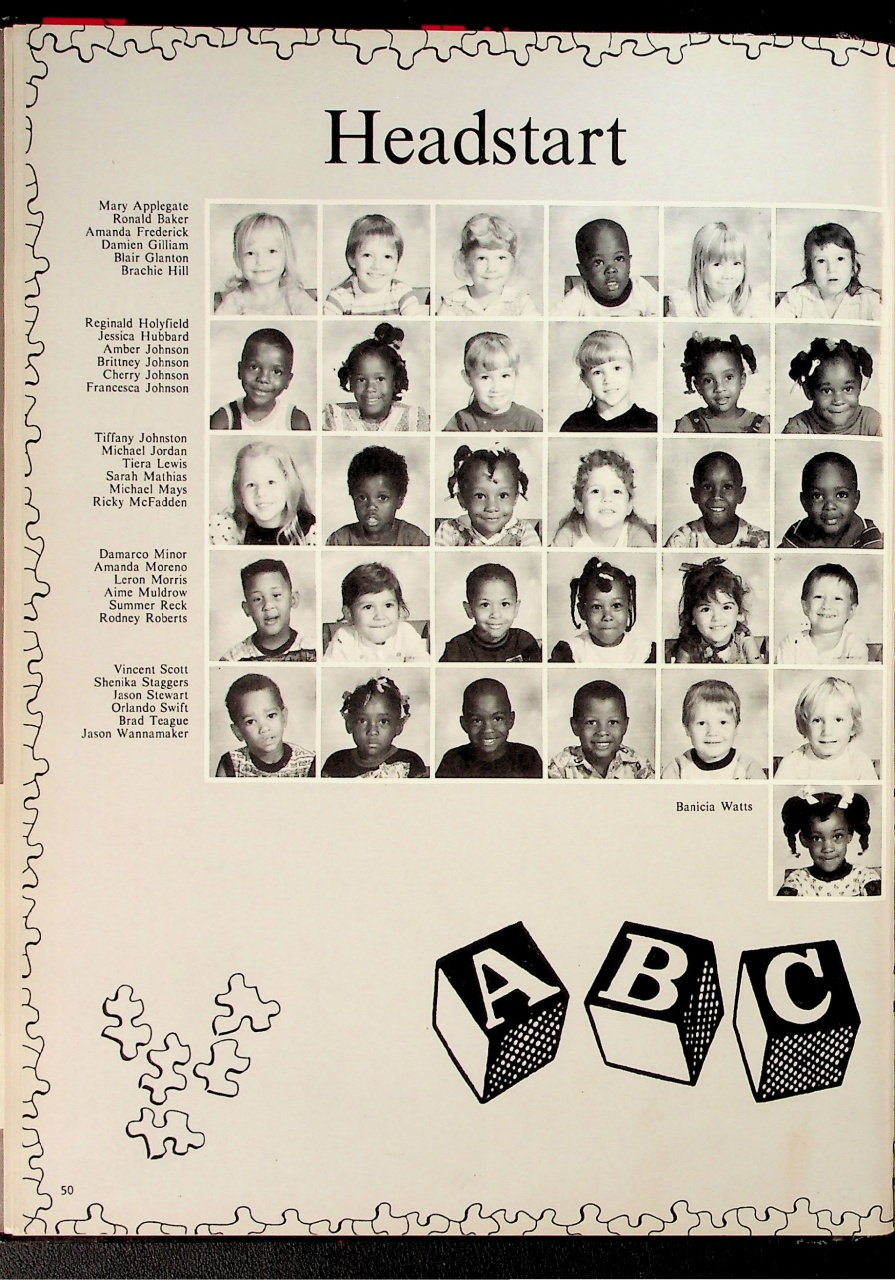 Headstart
Mary Applegate
Ronald Baker
Amanda Frederick
Damien Gilliam
Blair Glanton
Brachie Hill
Reginald Holyfield
Jessica Hubbard
Amber Johnson
Brittney Johnson
Cherry Johnson
Francesca Johnson
Tiffany Johnston
Michael Jordan
Tiera Lewis
Sarah Mathias
Michael Mays
Ricky McFadden
Damarco Minor
Amanda Moreno
Leron Morris
Aime Muldrow
Summer Reck
Rodney Roberts
Vincent Scott
Shenika Staggers
Jason Stewart
Orlando Swift
Brad Teague
Jason Wannamaker
Banicia Watts
A B C
50